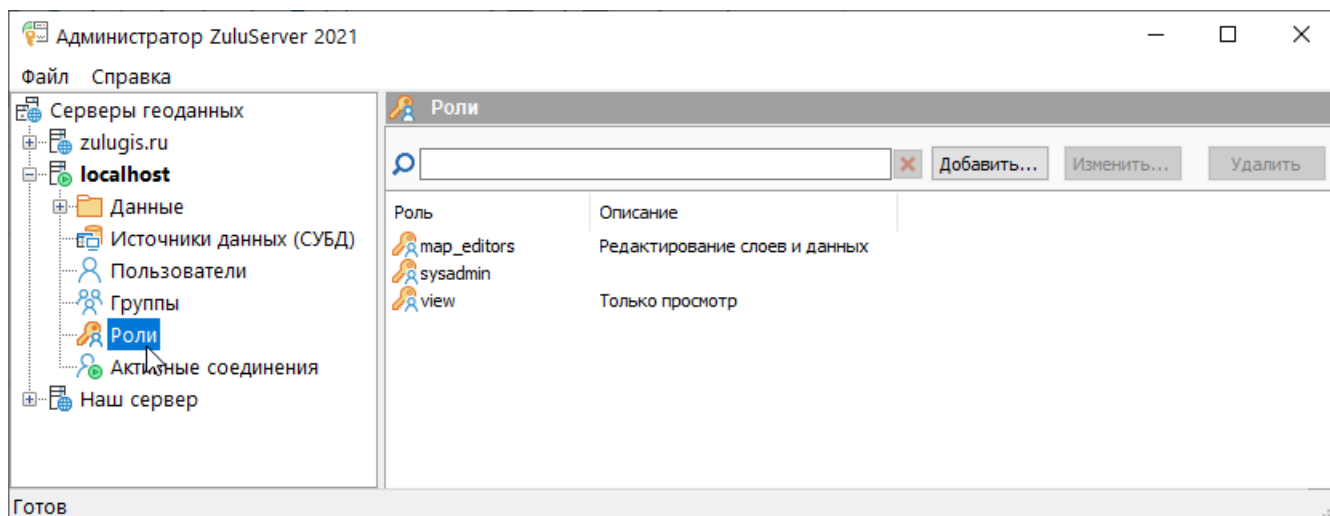 Администратор ZuluServer 2021
Файл Справка
Серверы геоданных
zulugis.ru
localhost
Данные
Источники данных (СУБД)
Пользователи
Группы
Роли
Активные соединения
Наш сервер
Роли
Добавить... Изменить... Удалить
Роль Описание
map_editors Редактирование слоев и данных
sysadmin
view Только просмотр
Готов